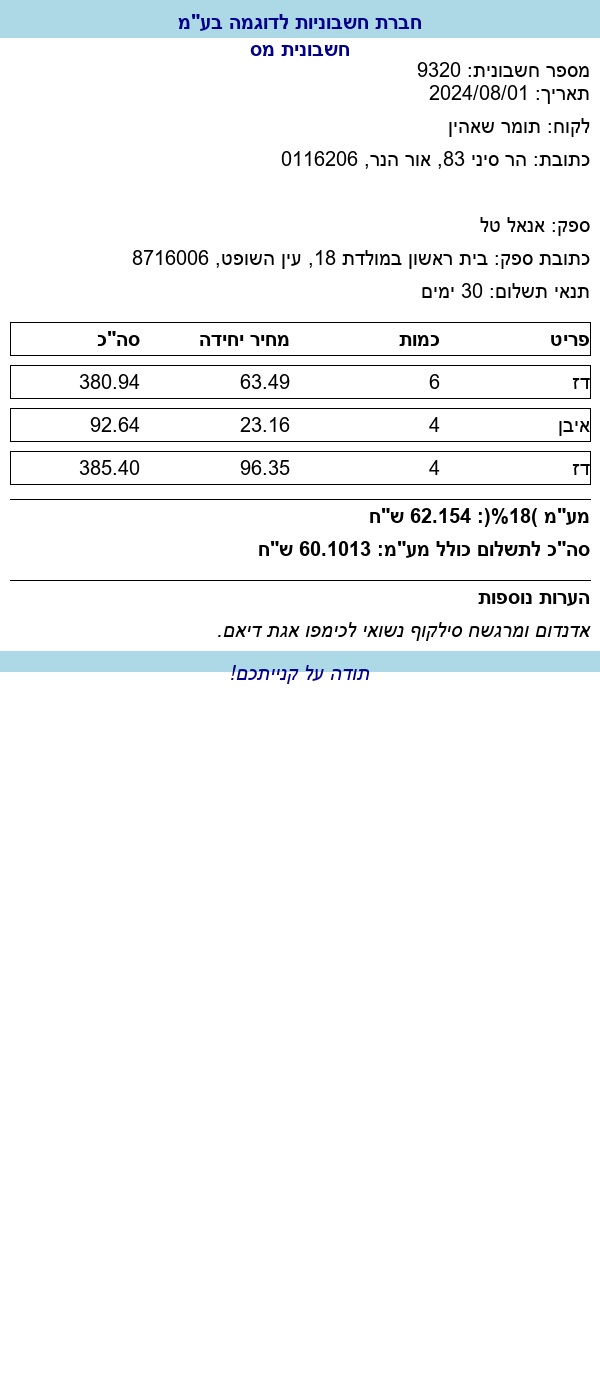 חברת חשבוניות לדוגמה בע"מ
חשבונית מס
מספר חשבונית: 9320
תאריך: 2024/08/01
לקוח: תומר שאהין
כתובת: הר סיני 83, אור הנר, 0116206
ספק: אנאל טל
כתובת ספק: בית ראשון במולדת 18, עין השופט, 8716006
תנאי תשלום: 30 ימים
פריט כמות מחיר יחידה סה"כ
דז 6 63.49 380.94
איבן 4 23.16 92.64
דז 4 96.35 385.40
מע"מ )18%(: 62.154 ש"ח
סה"כ לתשלום כולל מע"מ: 60.1013 ש"ח
הערות נוספות
אדנדום ומרגשח סילקוף נשואי לכימפו אגת דיאם.
תודה על קנייתכם!